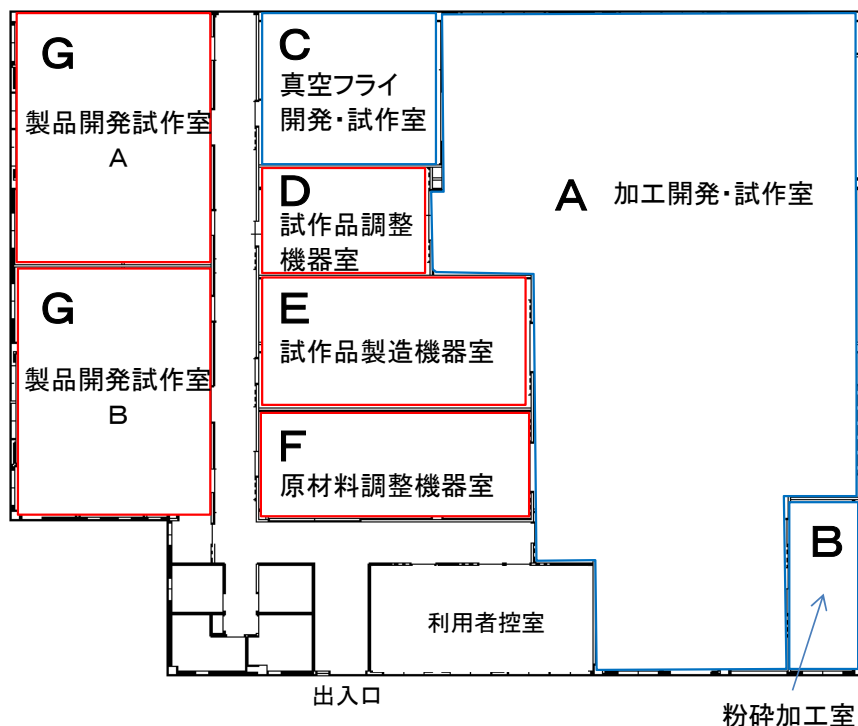 G
製品開発試作室
A
C
真空フライ
開発・試作室
A 加工開発・試作室
D
試作品調整
機器室
G
製品開発試作室
B
E
試作品製造機器室
F
原材料調整機器室
B
利用者控室
出入口
粉砕加工室